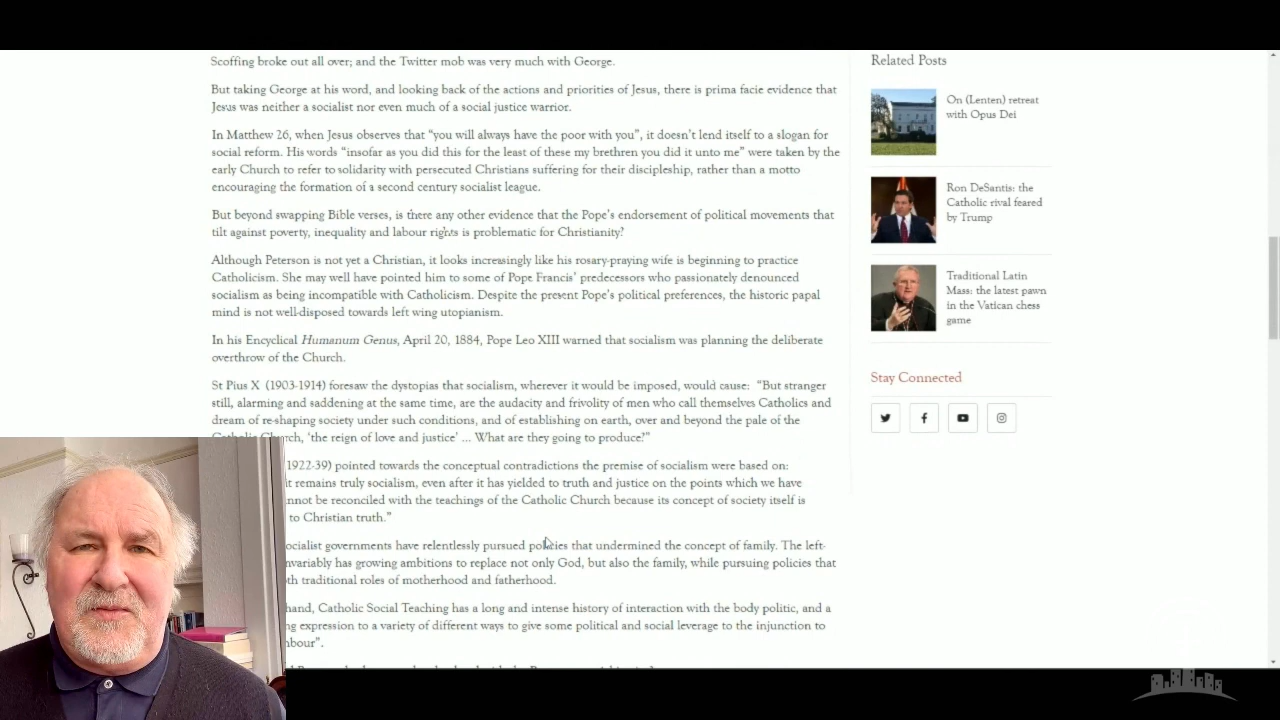 Scoffing broke out all over; and the Twitter mob was very much with George.
But taking George at his word, and looking back of the actions and priorities of Jesus, there is prima facie evidence that
Jesus was neither a socialist nor even much of a social justice warrior.
In Matthew 26, when Jesus observes that “you will always have the poor with you”, it doesn’t lend itself to a slogan for
social reform. His words “insofar as you did this for the least of these my brethren you did it unto me” were taken by the
early Church to refer to solidarity with persecuted Christians suffering for their discipleship, rather than a motto
encouraging the formation of a second century socialist league.
But beyond swapping Bible verses, is there any other evidence that the Pope’s endorsement of political movements that
tilt against poverty, inequality and labour rights is problematic for Christianity?
Although Peterson is not yet a Christian, it looks increasingly like his rosary-praying wife is beginning to practice
Catholicism. She may well have pointed him to some of Pope Francis’ predecessors who passionately denounced
socialism as being incompatible with Catholicism. Despite the present Pope’s political preferences, the historic papal
mind is not well-disposed towards left wing utopianism.
In his Encyclical Humanum Genus, April 20, 1884, Pope Leo XIII warned that socialism was planning the deliberate
overthrow of the Church.
St Pius X (1903-1914) foresaw the dystopias that socialism, wherever it would be imposed, would cause: “But stranger
still, alarming and saddening at the same time, are the audacity and frivolity of men who call themselves Catholics and
dream of re-shaping society under such conditions, and of establishing on earth, over and beyond the pale of the
Catholic Church, ‘the reign of love and justice’ ... What are they going to produce?”
1922-39) pointed towards the conceptual contradictions the premise of socialism were based on:
it remains truly socialism, even after it has yielded to truth and justice on the points which we have
nnot be reconciled with the teachings of the Catholic Church because its concept of society itself is
to Christian truth.”
ocialist governments have relentlessly pursued policies that undermined the concept of family. The left-
nvariably has growing ambitions to replace not only God, but also the family, while pursuing policies that
th traditional roles of motherhood and fatherhood.
hand, Catholic Social Teaching has a long and intense history of interaction with the body politic, and a
ng expression to a variety of different ways to give some political and social leverage to the injunction to
nbour”.
Related Posts
On (Lenten) retreat
with Opus Dei
Ron DeSantis: the
Catholic rival feared
by Trump
Traditional Latin
Mass: the latest pawn
in the Vatican chess
game
Stay Connected